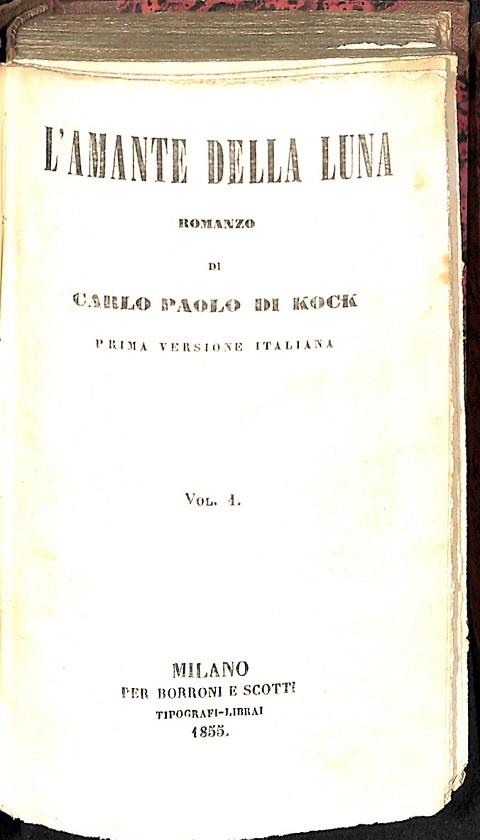 L'AMANTE DELLA LUNA
ROMANZO
DI
CARLO PAOLO DI KOCK
PRIMA VERSIONE ITALIANA
VOL. 1.
MILANO
PER BORRONI E SCOTTI
TIPOGRAFI-LIBRAI
1855.